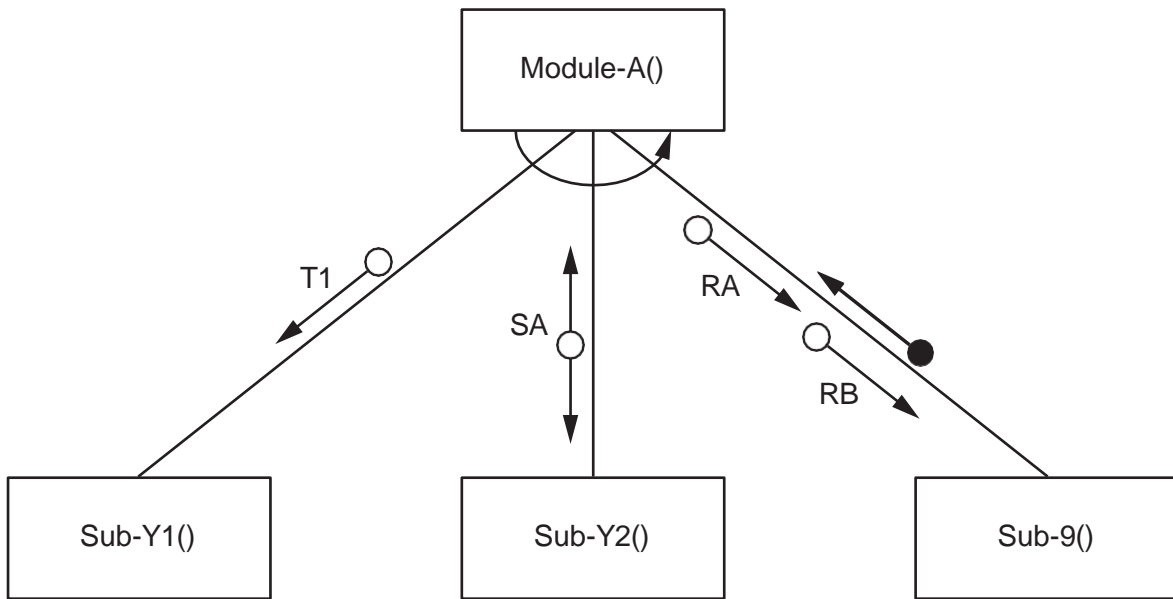 Module-A()
T1
SA
RA
RB
Sub-Y1()
Sub-Y2()
Sub-9()